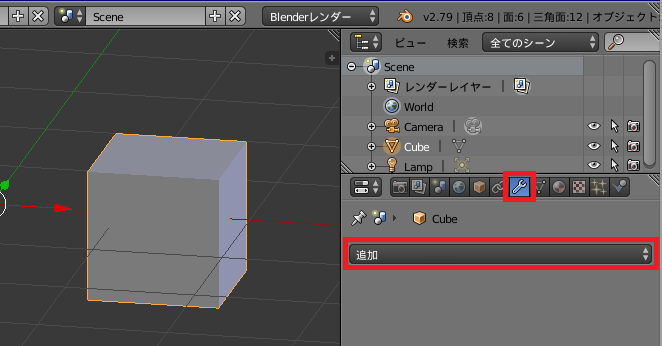 Scene
Blenderレンダー
v2.79 | 頂点:8 | 面:6 | 三角面:12 | オブジェクト
ビュー 検索 全てのシーン
Scene
レンダーレイヤー |
World
Camera |
Cube |
Lamp |
Cube
追加